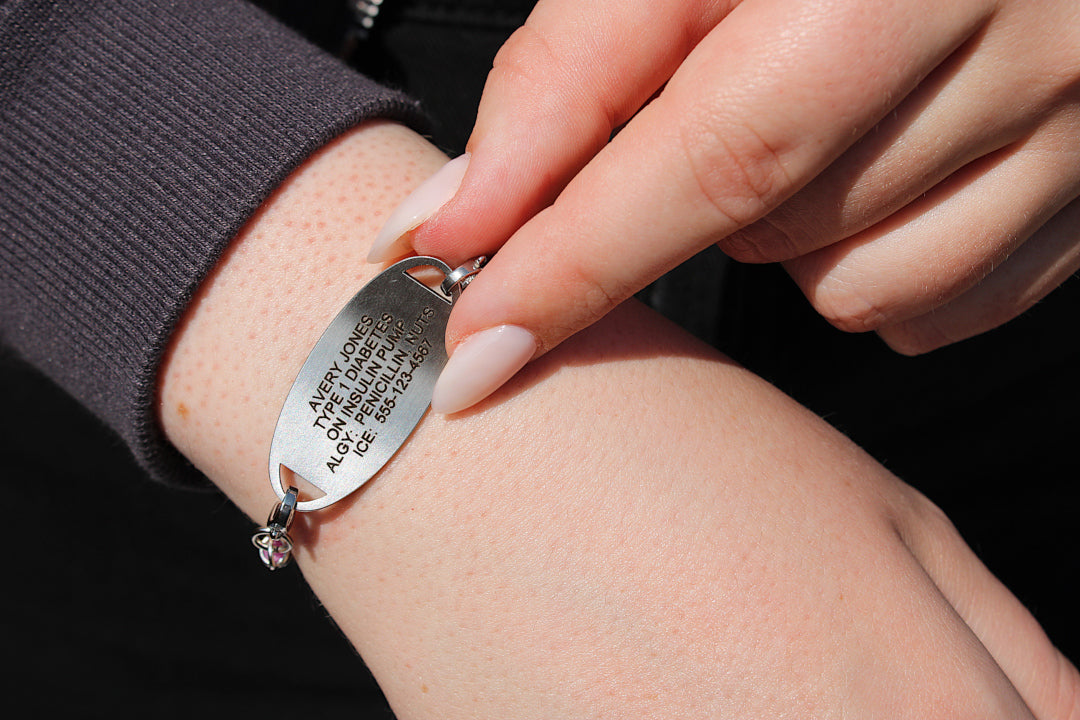 AVERY JONES
TYPE 1 DIABETES
ON INSULIN PUMP
ALGY: PENICILLIN NUTS
ICE: 555-123-4567